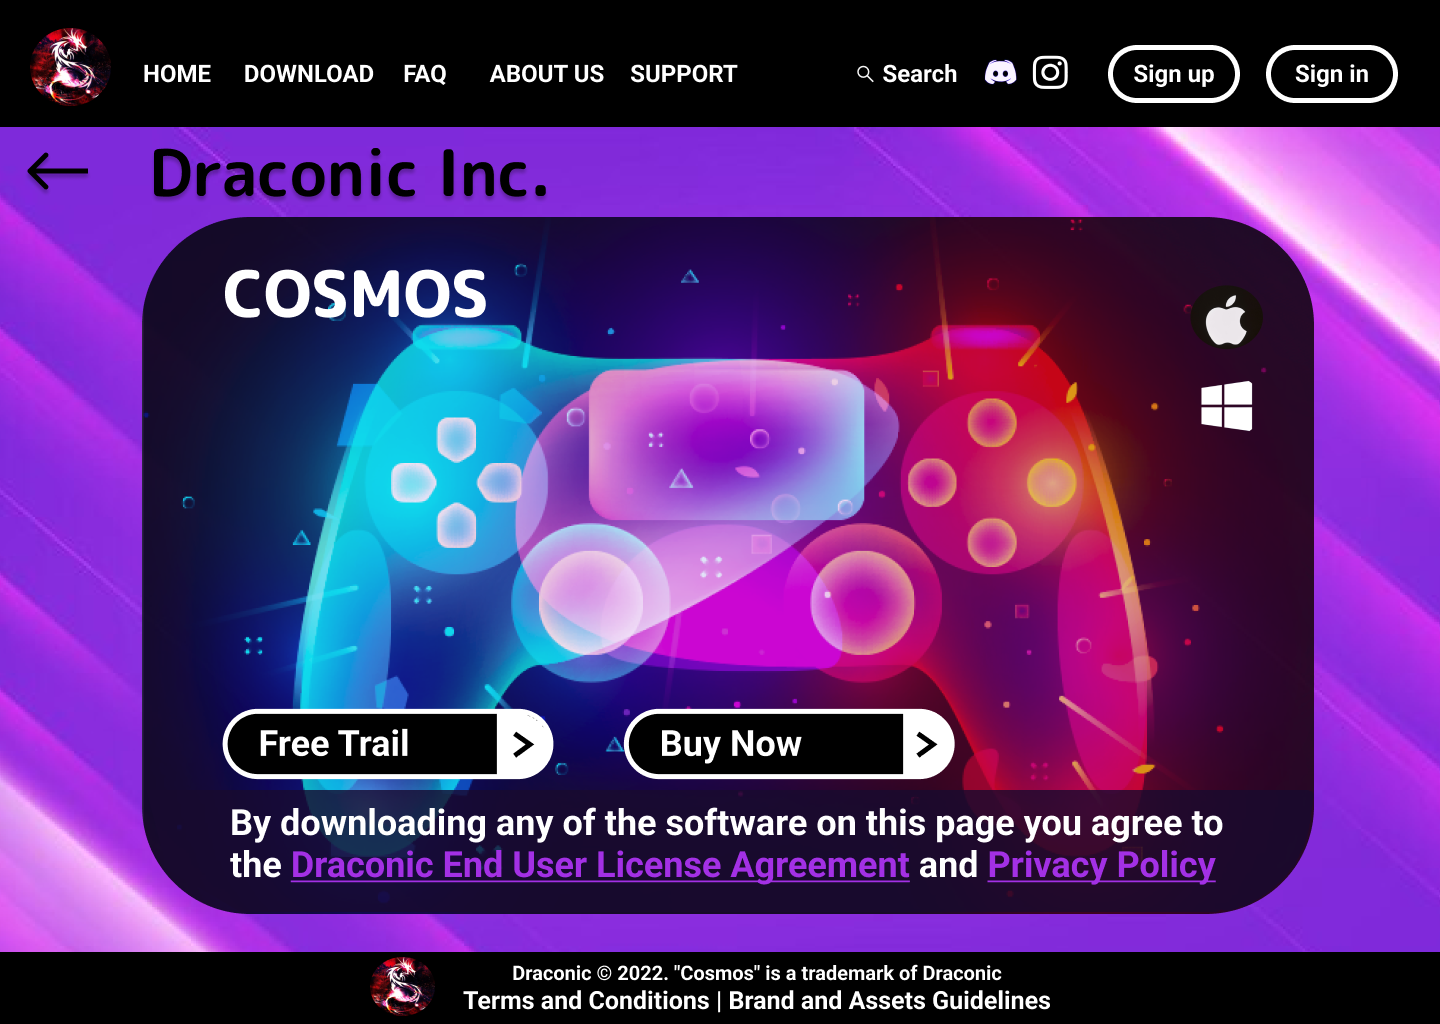 HOME DOWNLOAD FAQ ABOUT US SUPPORT Search Sign up Sign in
Draconic Inc.
COSMOS
Free Trail Buy Now
By downloading any of the software on this page you agree to
the Draconic End User License Agreement and Privacy Policy
Draconic © 2022. "Cosmos" is a trademark of Draconic
Terms and Conditions | Brand and Assets Guidelines